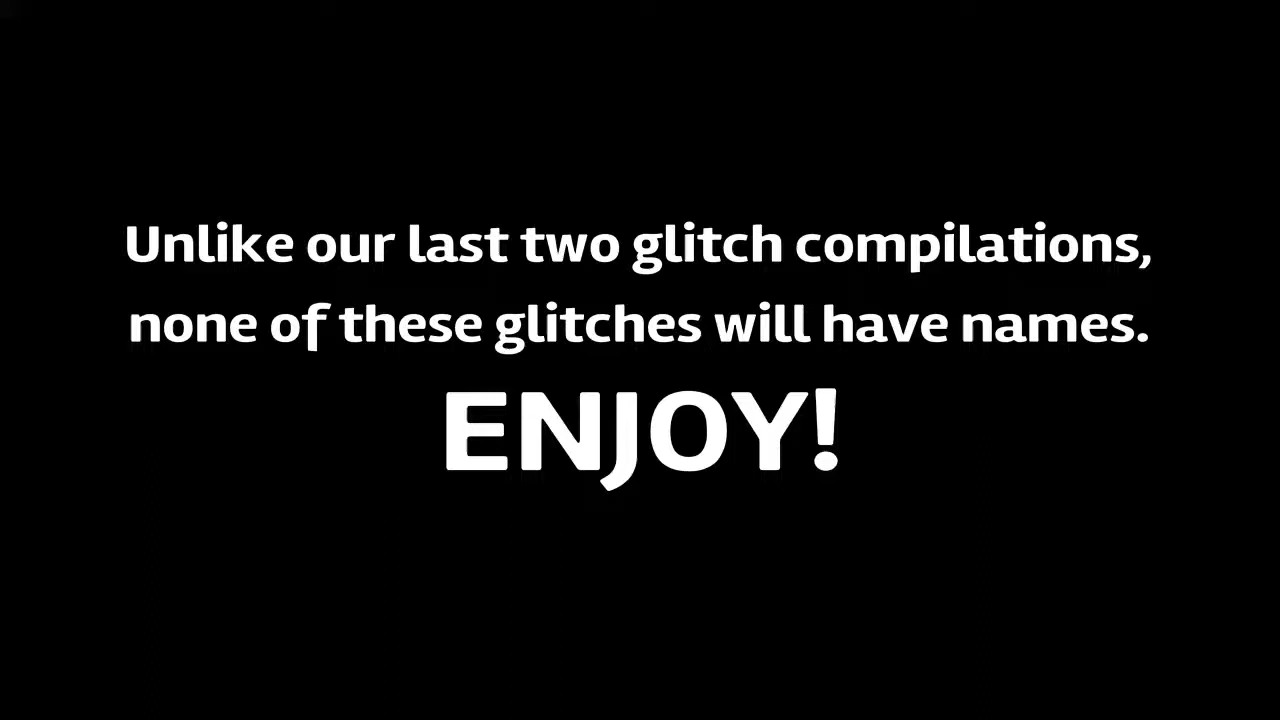 Unlike our last two glitch compilations,
none of these glitches will have names.
ENJOY!